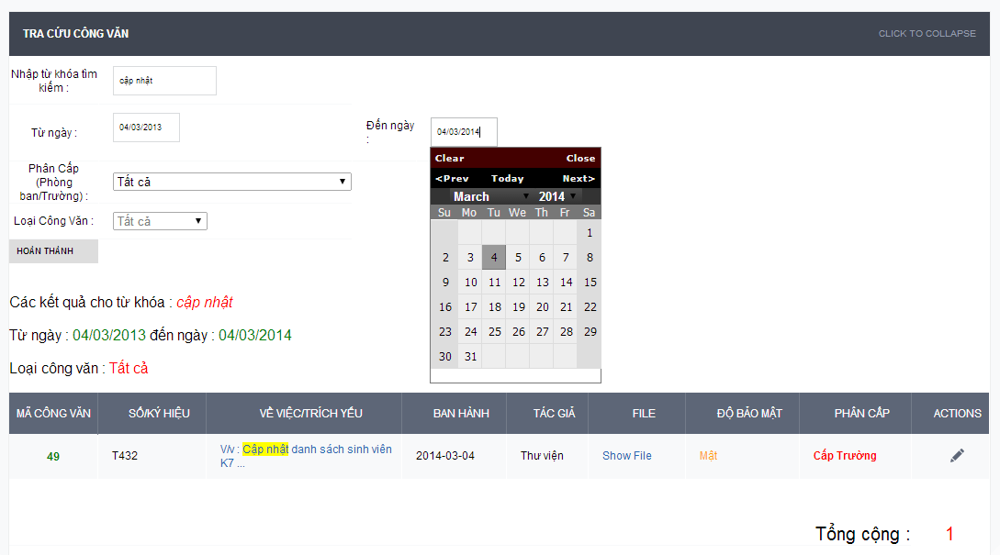 TRA CỨU CÔNG VĂN
CLICK TO COLLAPSE
Nhập từ khóa tìm
kiếm :
cập nhật
Từ ngày :
04/03/2013
Đến ngày
:
04/03/2014
Clear
Close
<Prev Today Next>
March 2014
Su Mo Tu We Th Fr Sa
1
2 3 4 5 6 7 8
9 10 11 12 13 14 15
16 17 18 19 20 21 22
23 24 25 26 27 28 29
30 31
Phân Cấp
(Phòng
ban/Trường) :
Tất cả
Loại Công Văn :
Tất cả
HOÀN THÀNH
Các kết quả cho từ khóa : cập nhật
Từ ngày : 04/03/2013 đến ngày : 04/03/2014
Loại công văn : Tất cả
MÃ CÔNG VĂN SỐ/KÝ HIỆU VỀ VIỆC/TRÍCH YẾU BAN HÀNH TÁC GIẢ FILE ĐỘ BẢO MẬT PHÂN CẤP ACTIONS
49 T432 V/v : Cập nhật danh sách sinh viên 2014-03-04 Thư viện Show File Mật Cấp Trường
K7 ...
Tổng cộng : 1